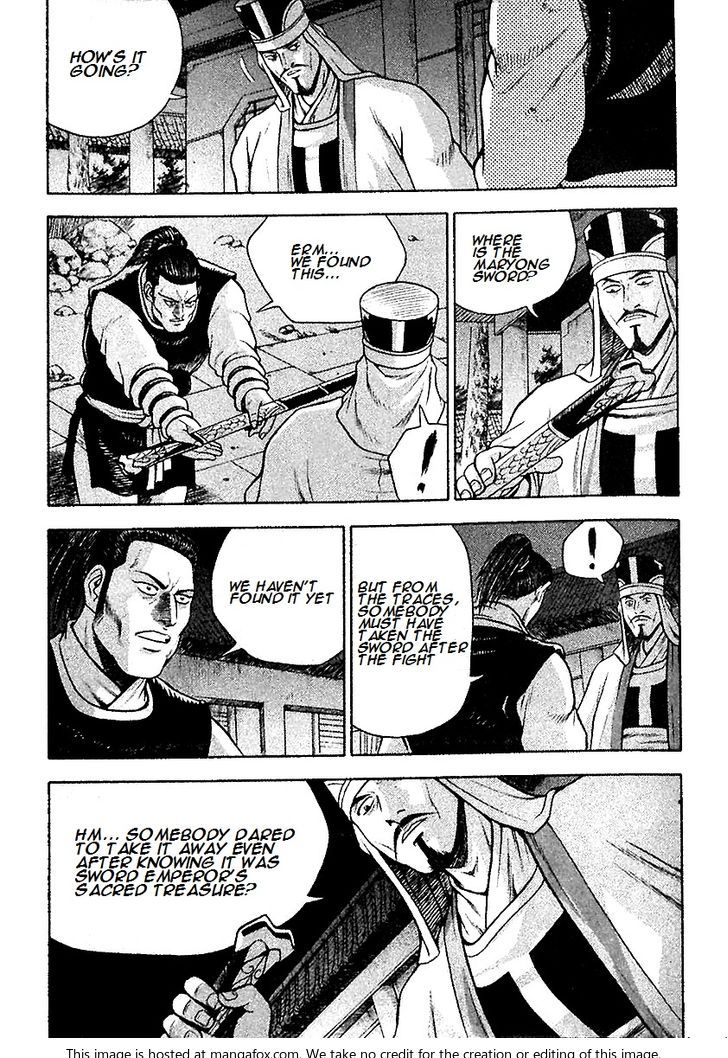 HOW'S IT
GOING?
ERM...
WE FOUND
THIS...
!
WHERE
IS THE
MARYONG
SWORD?
WE HAVEN'T
FOUND IT YET
BUT FROM
THE TRACES,
SOMEBODY
MUST HAVE
TAKEN THE
SWORD AFTER
THE FIGHT
!
HM... SOMEBODY DARED
TO TAKE IT AWAY EVEN
AFTER KNOWING IT WAS
SWORD EMPEROR'S
SACRED TREASURE?
This image is hosted at mangafox.com. We take no credit for the creation or editing of this image.